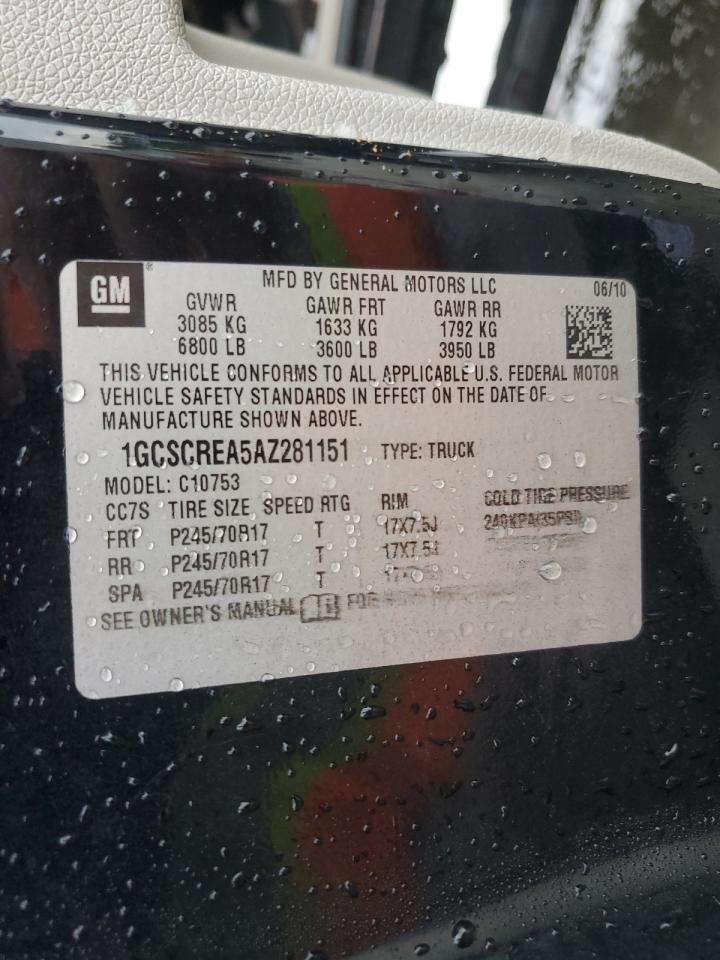 GM
MFD BY GENERAL MOTORS LLC 06/10
GVWR GAWR FRT GAWR RR
3085 KG 1633 KG 1792 KG
6800 LB 3600 LB 3950 LB
THIS VEHICLE CONFORMS TO ALL APPLICABLE U.S. FEDERAL MOTOR
VEHICLE SAFETY STANDARDS IN EFFECT ON THE DATE OF
MANUFACTURE SHOWN ABOVE.
1GCSCREA5AZ281151 TYPE: TRUCK
MODEL: C10753
CC7S TIRE SIZE SPEED RTG RIM COLD TIRE PRESSURE
FRT P245/70R17 T 17X7.5J 240KPA(35PSI)
RR P245/70R17 T 17X7.5J
SPA P245/70R17 T
SEE OWNER'S MANUAL FOR